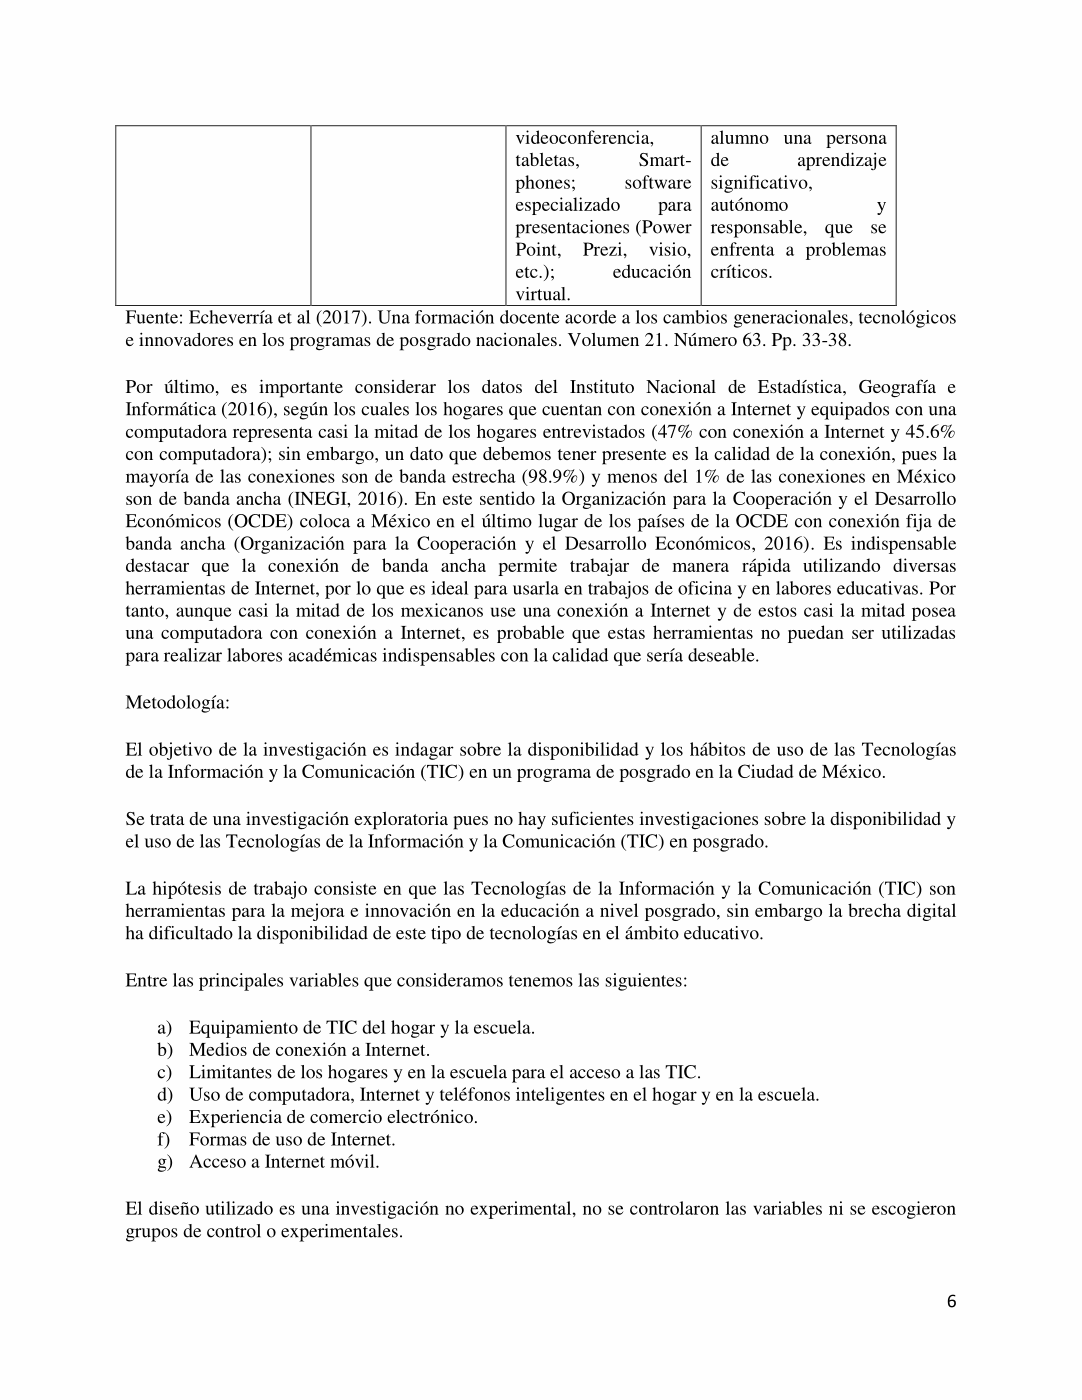 videoconferencia,
tabletas, Smart-
phones; software
especializado para
presentaciones (Power
Point, Prezi, visio,
etc.); educación
virtual.
alumno una persona
de aprendizaje
significativo,
autónomo y
responsable, que se
enfrenta a problemas
críticos.
Fuente: Echeverría et al (2017). Una formación docente acorde a los cambios generacionales, tecnológicos
e innovadores en los programas de posgrado nacionales. Volumen 21. Número 63. Pp. 33-38.
Por último, es importante considerar los datos del Instituto Nacional de Estadística, Geografía e
Informática (2016), según los cuales los hogares que cuentan con conexión a Internet y equipados con una
computadora representa casi la mitad de los hogares entrevistados (47% con conexión a Internet y 45.6%
con computadora); sin embargo, un dato que debemos tener presente es la calidad de la conexión, pues la
mayoría de las conexiones son de banda estrecha (98.9%) y menos del 1% de las conexiones en México
son de banda ancha (INEGI, 2016). En este sentido la Organización para la Cooperación y el Desarrollo
Económicos (OCDE) coloca a México en el último lugar de los países de la OCDE con conexión fija de
banda ancha (Organización para la Cooperación y el Desarrollo Económicos, 2016). Es indispensable
destacar que la conexión de banda ancha permite trabajar de manera rápida utilizando diversas
herramientas de Internet, por lo que es ideal para usarla en trabajos de oficina y en labores educativas. Por
tanto, aunque casi la mitad de los mexicanos use una conexión a Internet y de estos casi la mitad posea
una computadora con conexión a Internet, es probable que estas herramientas no puedan ser utilizadas
para realizar labores académicas indispensables con la calidad que sería deseable.
Metodología:
El objetivo de la investigación es indagar sobre la disponibilidad y los hábitos de uso de las Tecnologías
de la Información y la Comunicación (TIC) en un programa de posgrado en la Ciudad de México.
Se trata de una investigación exploratoria pues no hay suficientes investigaciones sobre la disponibilidad y
el uso de las Tecnologías de la Información y la Comunicación (TIC) en posgrado.
La hipótesis de trabajo consiste en que las Tecnologías de la Información y la Comunicación (TIC) son
herramientas para la mejora e innovación en la educación a nivel posgrado, sin embargo la brecha digital
ha dificultado la disponibilidad de este tipo de tecnologías en el ámbito educativo.
Entre las principales variables que consideramos tenemos las siguientes:
a) Equipamiento de TIC del hogar y la escuela.
b) Medios de conexión a Internet.
c) Limitantes de los hogares y en la escuela para el acceso a las TIC.
d) Uso de computadora, Internet y teléfonos inteligentes en el hogar y en la escuela.
e) Experiencia de comercio electrónico.
f) Formas de uso de Internet.
g) Acceso a Internet móvil.
El diseño utilizado es una investigación no experimental, no se controlaron las variables ni se escogieron
grupos de control o experimentales.
6